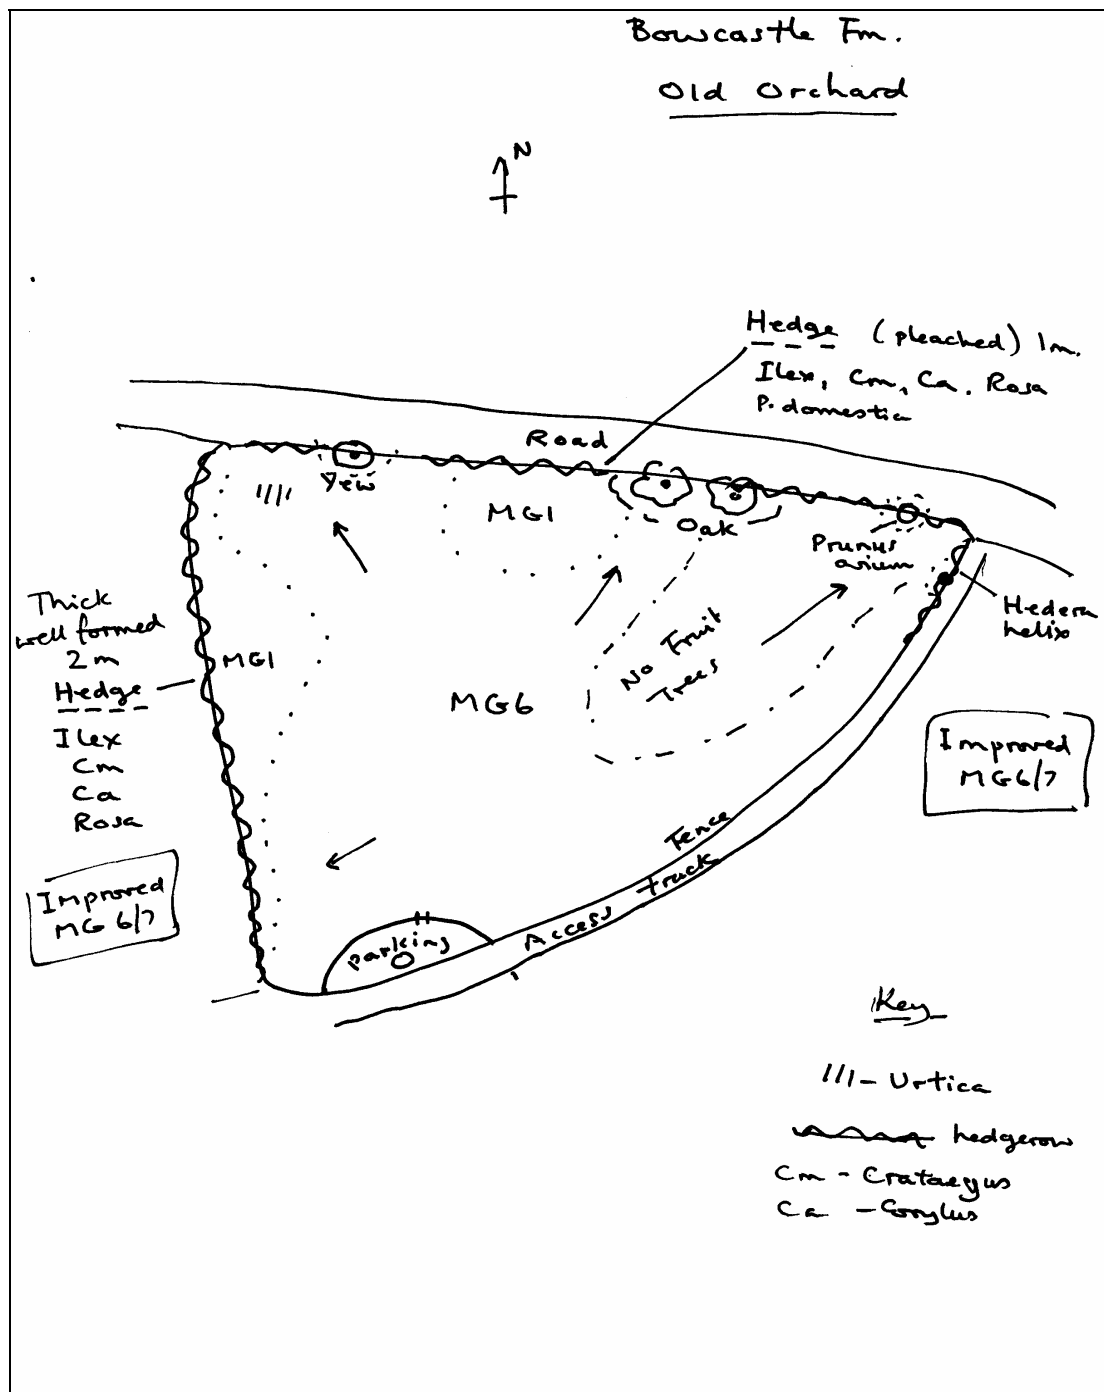 Bowcastle Fm.
Old Orchard
N
Hedge (pleached) 1m.
Ilex, Cm, Ca. Rosa
P. domestia
Road
Yew
MG1
Oak
Prunus
avium
Hedera
helix
Thick
well formed
2m
Hedge
Ilex
Cm
Ca
Rosa
MG1
No Fruit
Trees
MG6
Improved
MG6/7
Fence
Access track
Parking
Improved
MG 6/7
Key
/// - Urtica
hedgerow
Cm - Crataegus
Ca - Corylus